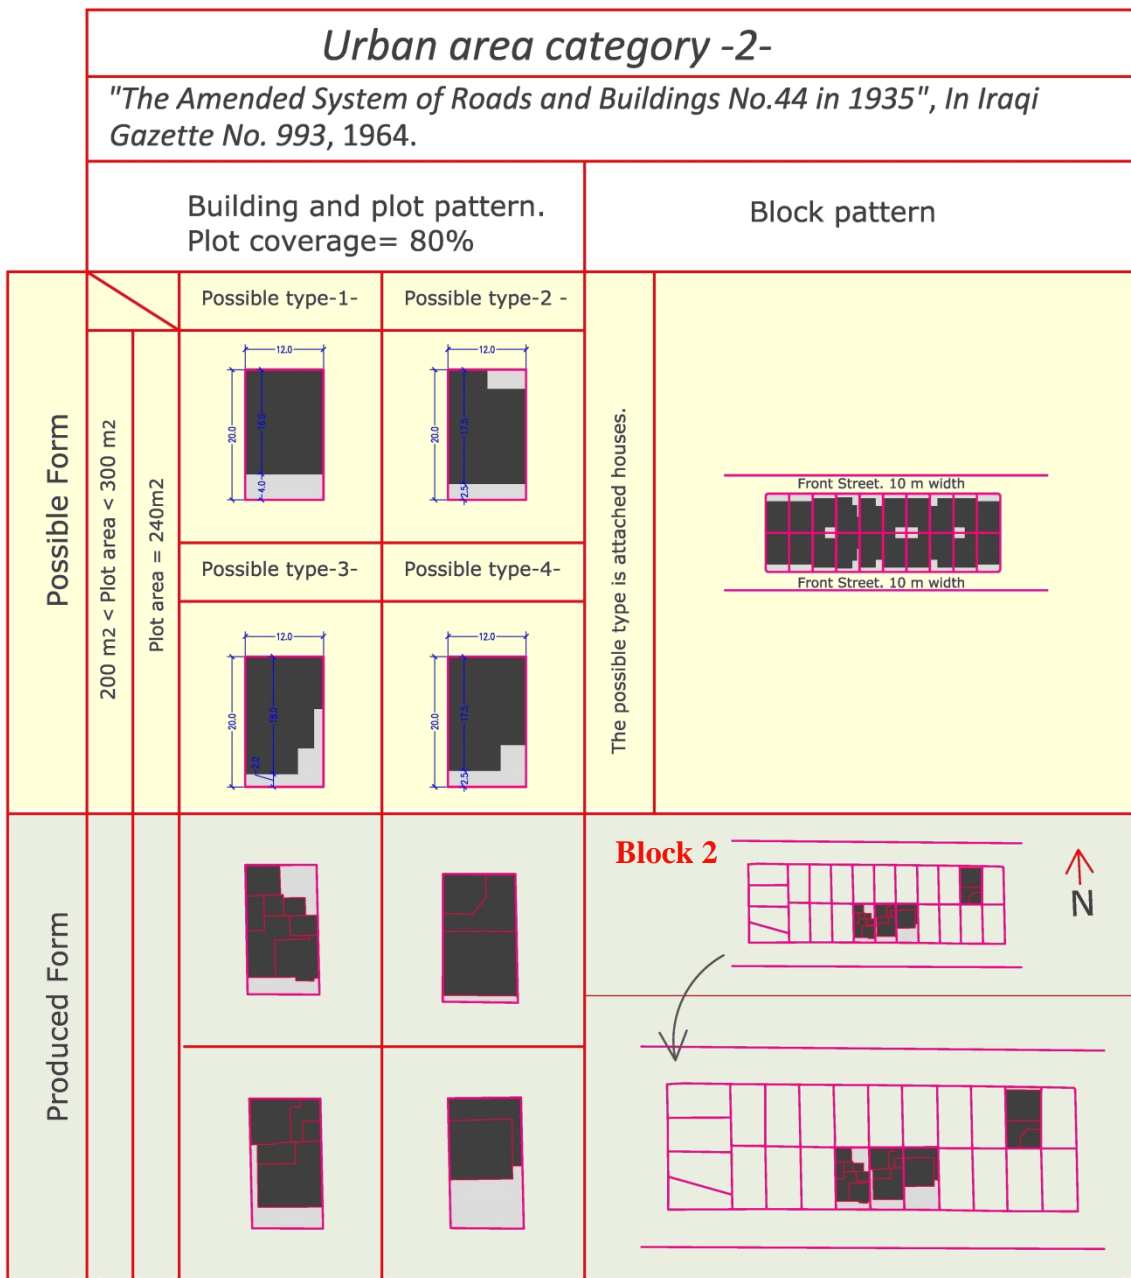 Urban area category -2-
"The Amended System of Roads and Buildings No.44 in 1935", In Iraqi
Gazette No. 993, 1964.
Building and plot pattern.
Plot coverage= 80%
Block pattern
Possible Form
200 m2 < Plot area < 300 m2
Plot area = 240m2
Possible type-1-
Possible type-2 -
12.0
20.0
16.0
4.0
12.0
20.0
17.5
2.5
Possible type-3-
Possible type-4-
12.0
20.0
18.0
2.0
12.0
20.0
17.5
2.5
The possible type is attached houses.
Front Street. 10 m width
Front Street. 10 m width
Produced Form
Block 2
N